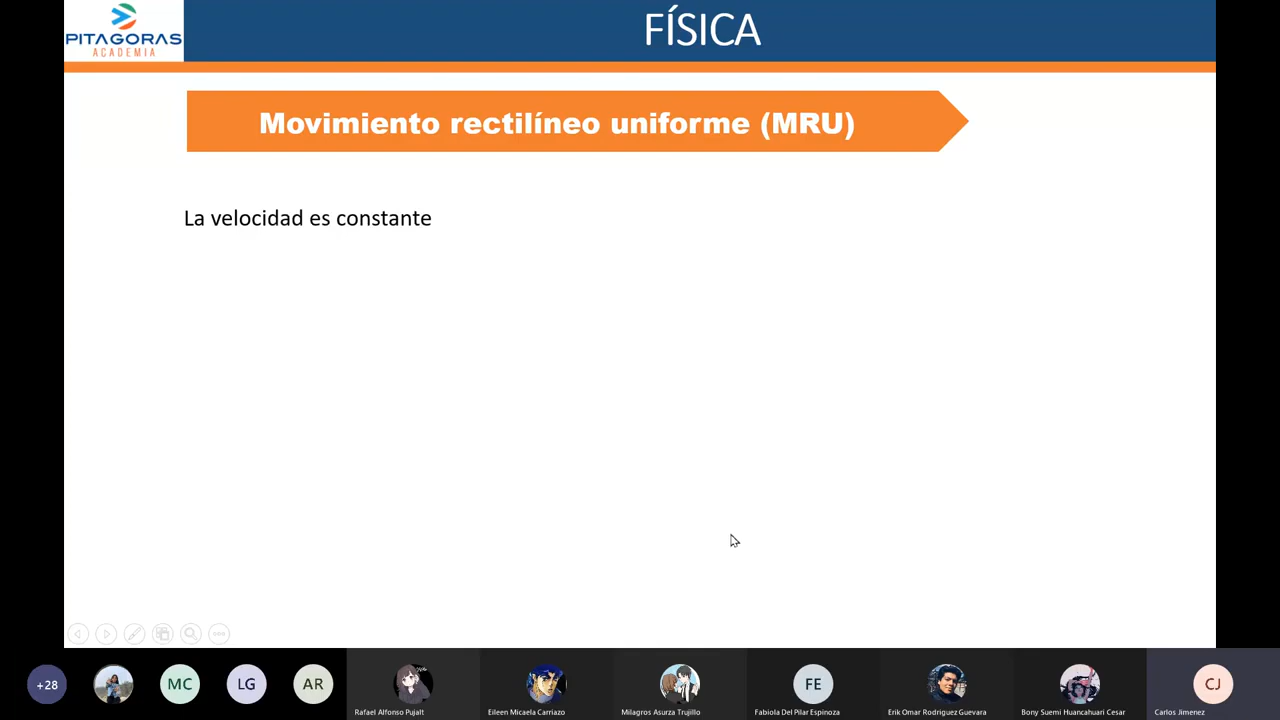 PITAGORAS
ACADEMIA
FÍSICA
Movimiento rectilíneo uniforme (MRU)
La velocidad es constante
+28
MC
LG
AR
Rafael Alfonso Pujalt
Eileen Micaela Carriazo
Milagros Asurza Trujillo
FE
Fabiola Del Pilar Espinoza
Erik Omar Rodriguez Guevara
Bony Suemi Huancahuari Cesar
CJ
Carlos Jimenez